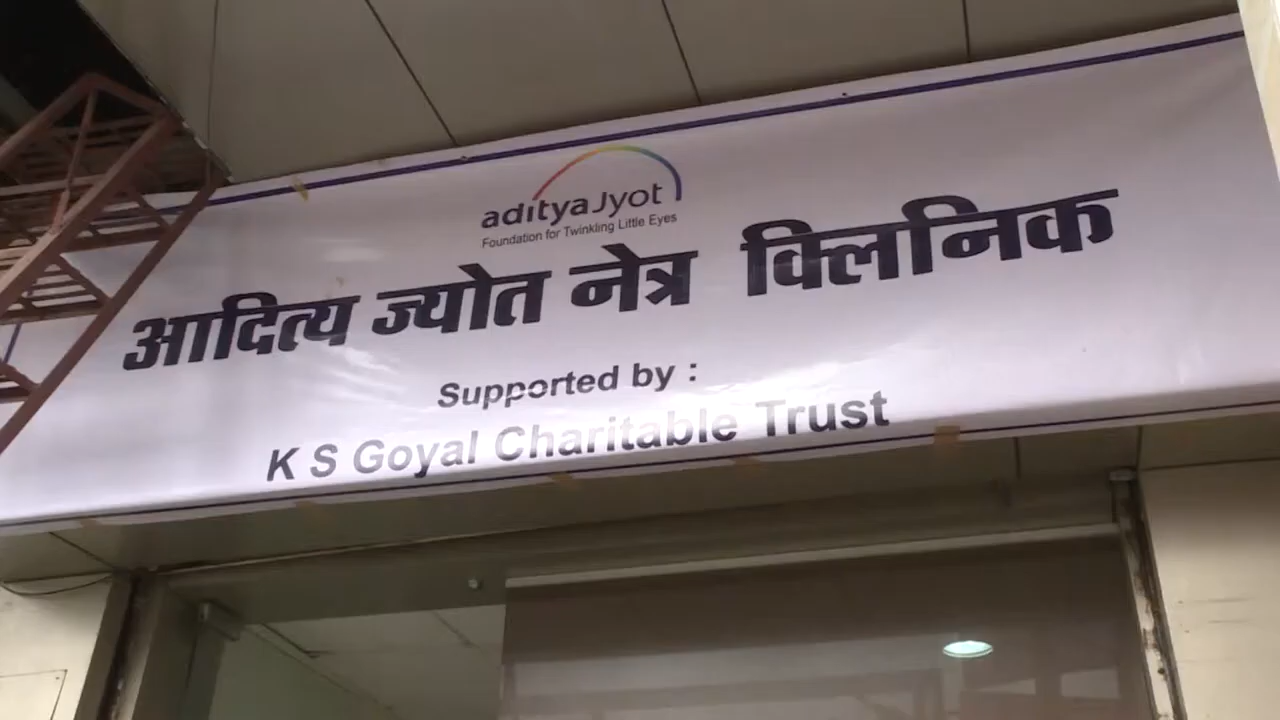 adityaJyot
Foundation for Twinkling Little Eyes
आदित्य ज्योत नेत्र क्लिनिक
Supported by :
K S Goyal Charitable Trust